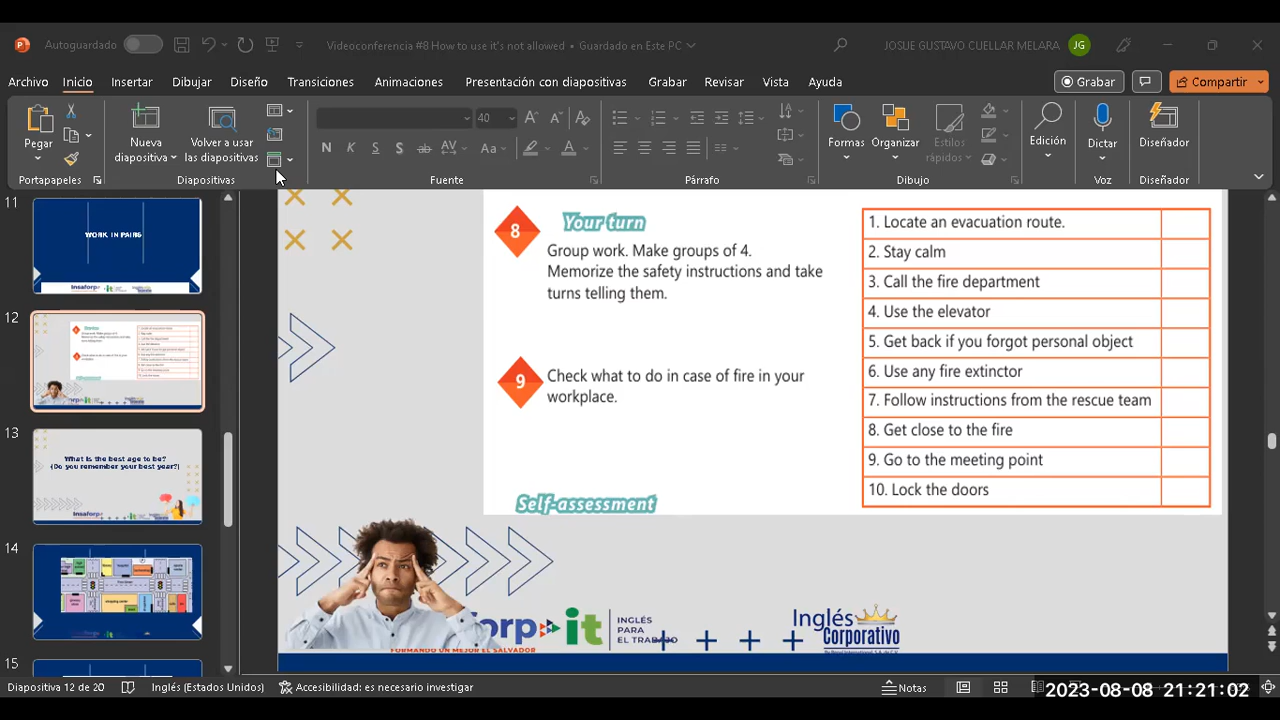 Autoguardado
Videoconferencia #8 How to use it's not allowed • Guardado en Este PC
JOSUE GUSTAVO CUELLAR MELARA
JG
Archivo
Inicio
Insertar
Dibujar
Diseño
Transiciones
Animaciones
Presentación con diapositivas
Grabar
Revisar
Vista
Ayuda
Grabar
Compartir
Pegar
Nueva
diapositiva
Volver a usar
las diapositivas
40
N
K
S
S
ab
AV
Aa
A
Formas
Organizar
Estilos
rápidos
Edición
Dictar
Diseñador
Portapapeles
Diapositivas
Fuente
Párrafo
Dibujo
Voz
Diseñador
11
WORK IN PAIRS
Insaforp
12
13
What is the best age to be?
(Do you remember your best year?)
Insaforp
14
15
8
Your turn
Group work. Make groups of 4.
Memorize the safety instructions and take
turns telling them.
9
Check what to do in case of fire in your
workplace.
Self-assessment
1. Locate an evacuation route.
2. Stay calm
3. Call the fire department
4. Use the elevator
5. Get back if you forgot personal object
6. Use any fire extinctor
7. Follow instructions from the rescue team
8. Get close to the fire
9. Go to the meeting point
10. Lock the doors
orp
it
INGLÉS
PARA
EL TRABAJO
FORMANDO UN MEJOR EL SALVADOR
Inglés
Corporativo
Diapositiva 12 de 20
Inglés (Estados Unidos)
Accesibilidad: es necesario investigar
Notas
2023-08-08 21:21:02